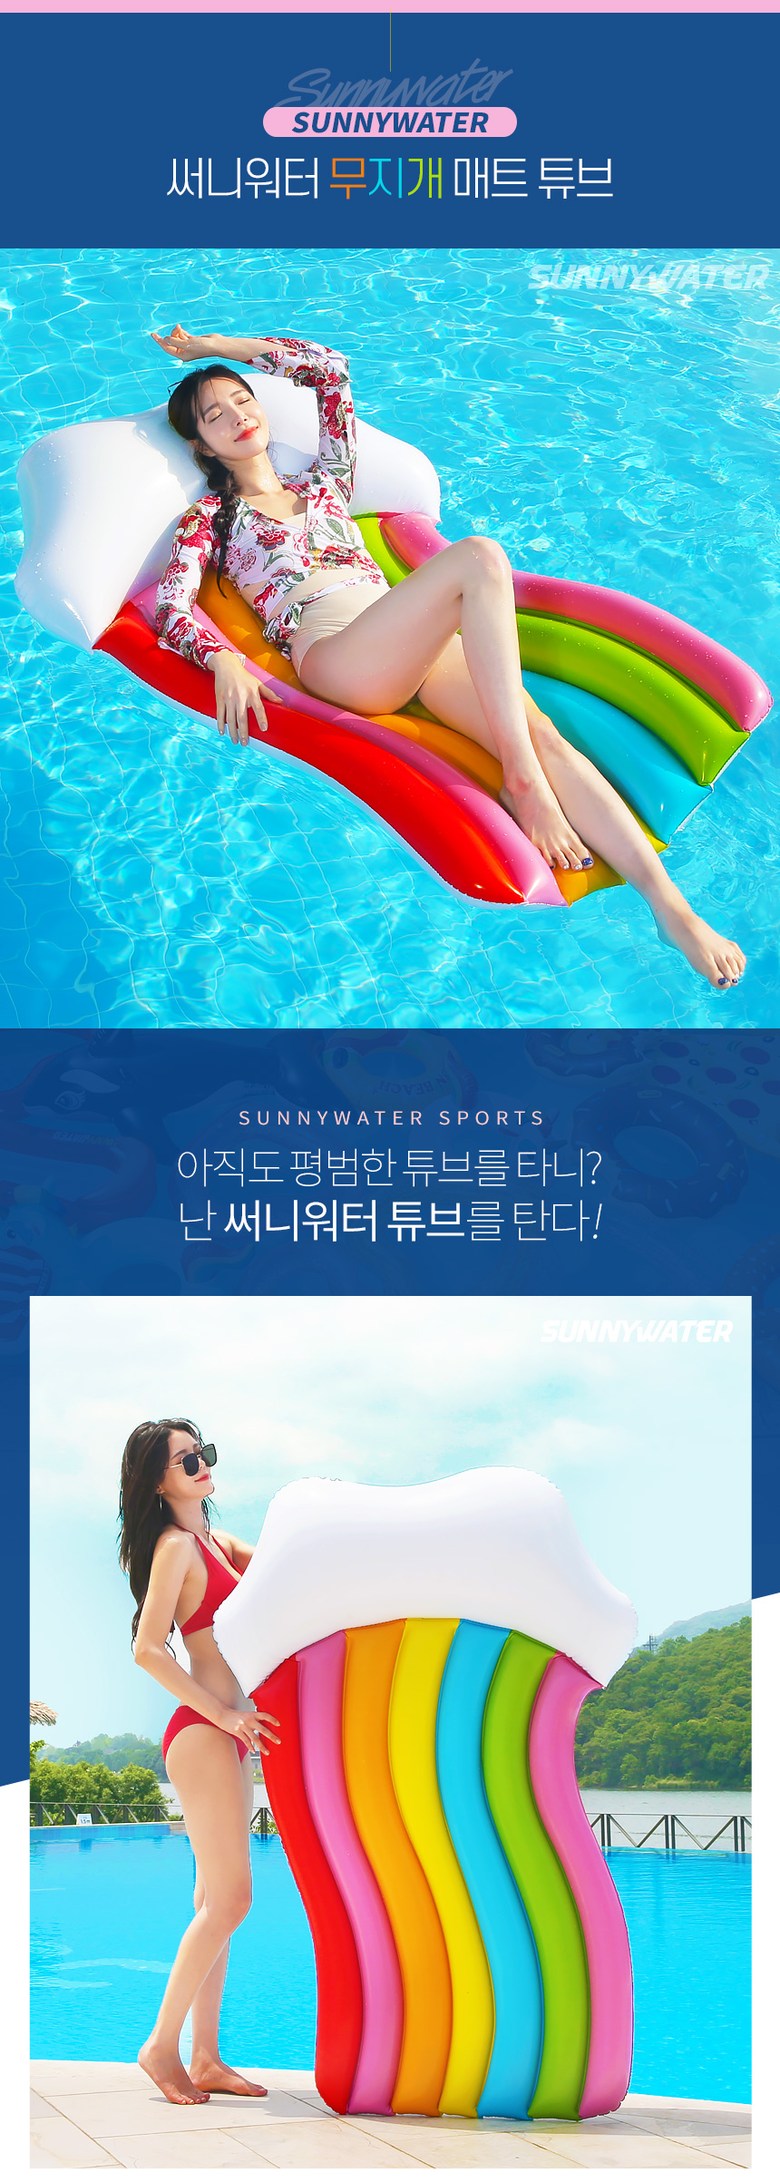 Sunnywater
SUNNYWATER
써니워터 무지개 매트 튜브
SUNNYWATER
SUNNYWATER SPORTS
아직도 평범한 튜브를 타니?
난 써니워터 튜브를 탄다!
SUNNYWATER